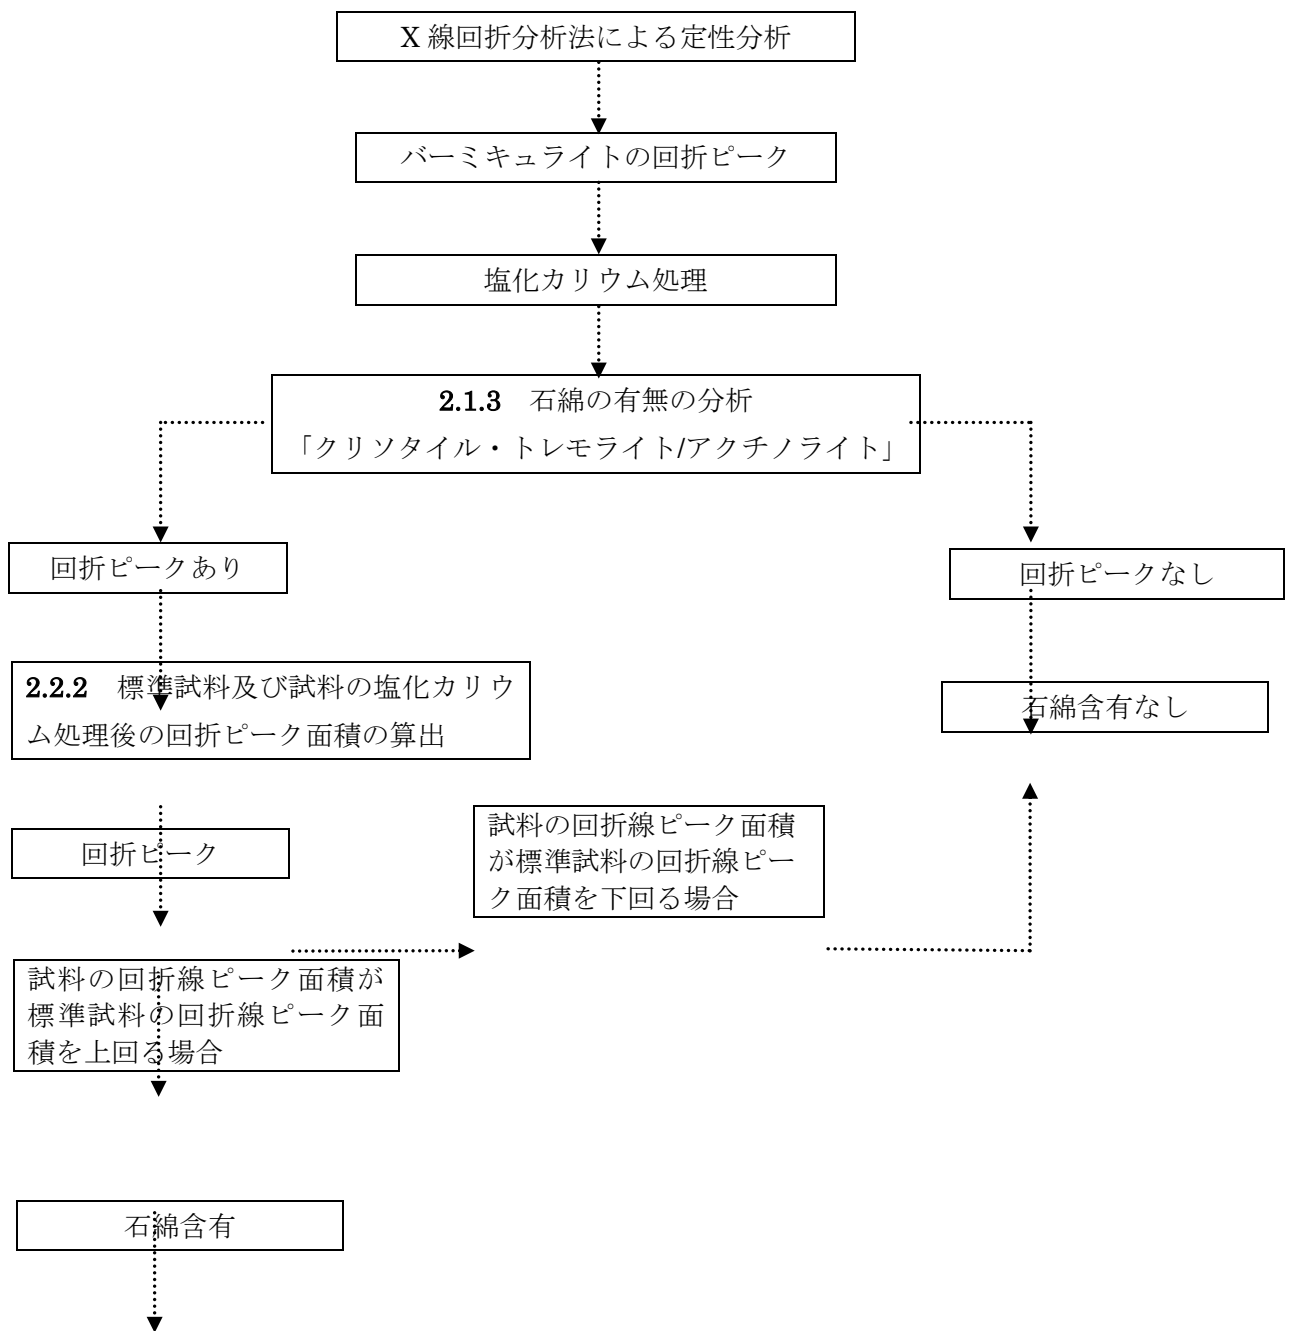 X 線回折分析法による定性分析
バーミキュライトの回折ピーク
塩化カリウム処理
2.1.3　石綿の有無の分析
「クリソタイル・トレモライト/アクチノライト」
回折ピークあり
回折ピークなし
2.2.2　標準試料及び試料の塩化カリウ
ム処理後の回折ピーク面積の算出
石綿含有なし
回折ピーク
試料の回折線ピーク面積
が標準試料の回折線ピー
ク面積を下回る場合
試料の回折線ピーク面積が
標準試料の回折線ピーク面
積を上回る場合
石綿含有